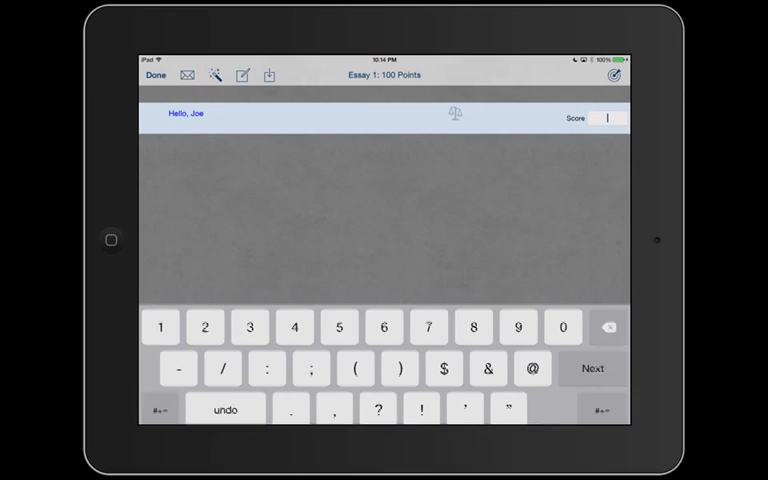 iPad 10:14 PM 100%
Done Essay 1: 100 Points
Hello, Joe
Score
1 2 3 4 5 6 7 8 9 0
- / : ; ( ) $ & @ Next
#+= undo . , ? ! ' " #+=